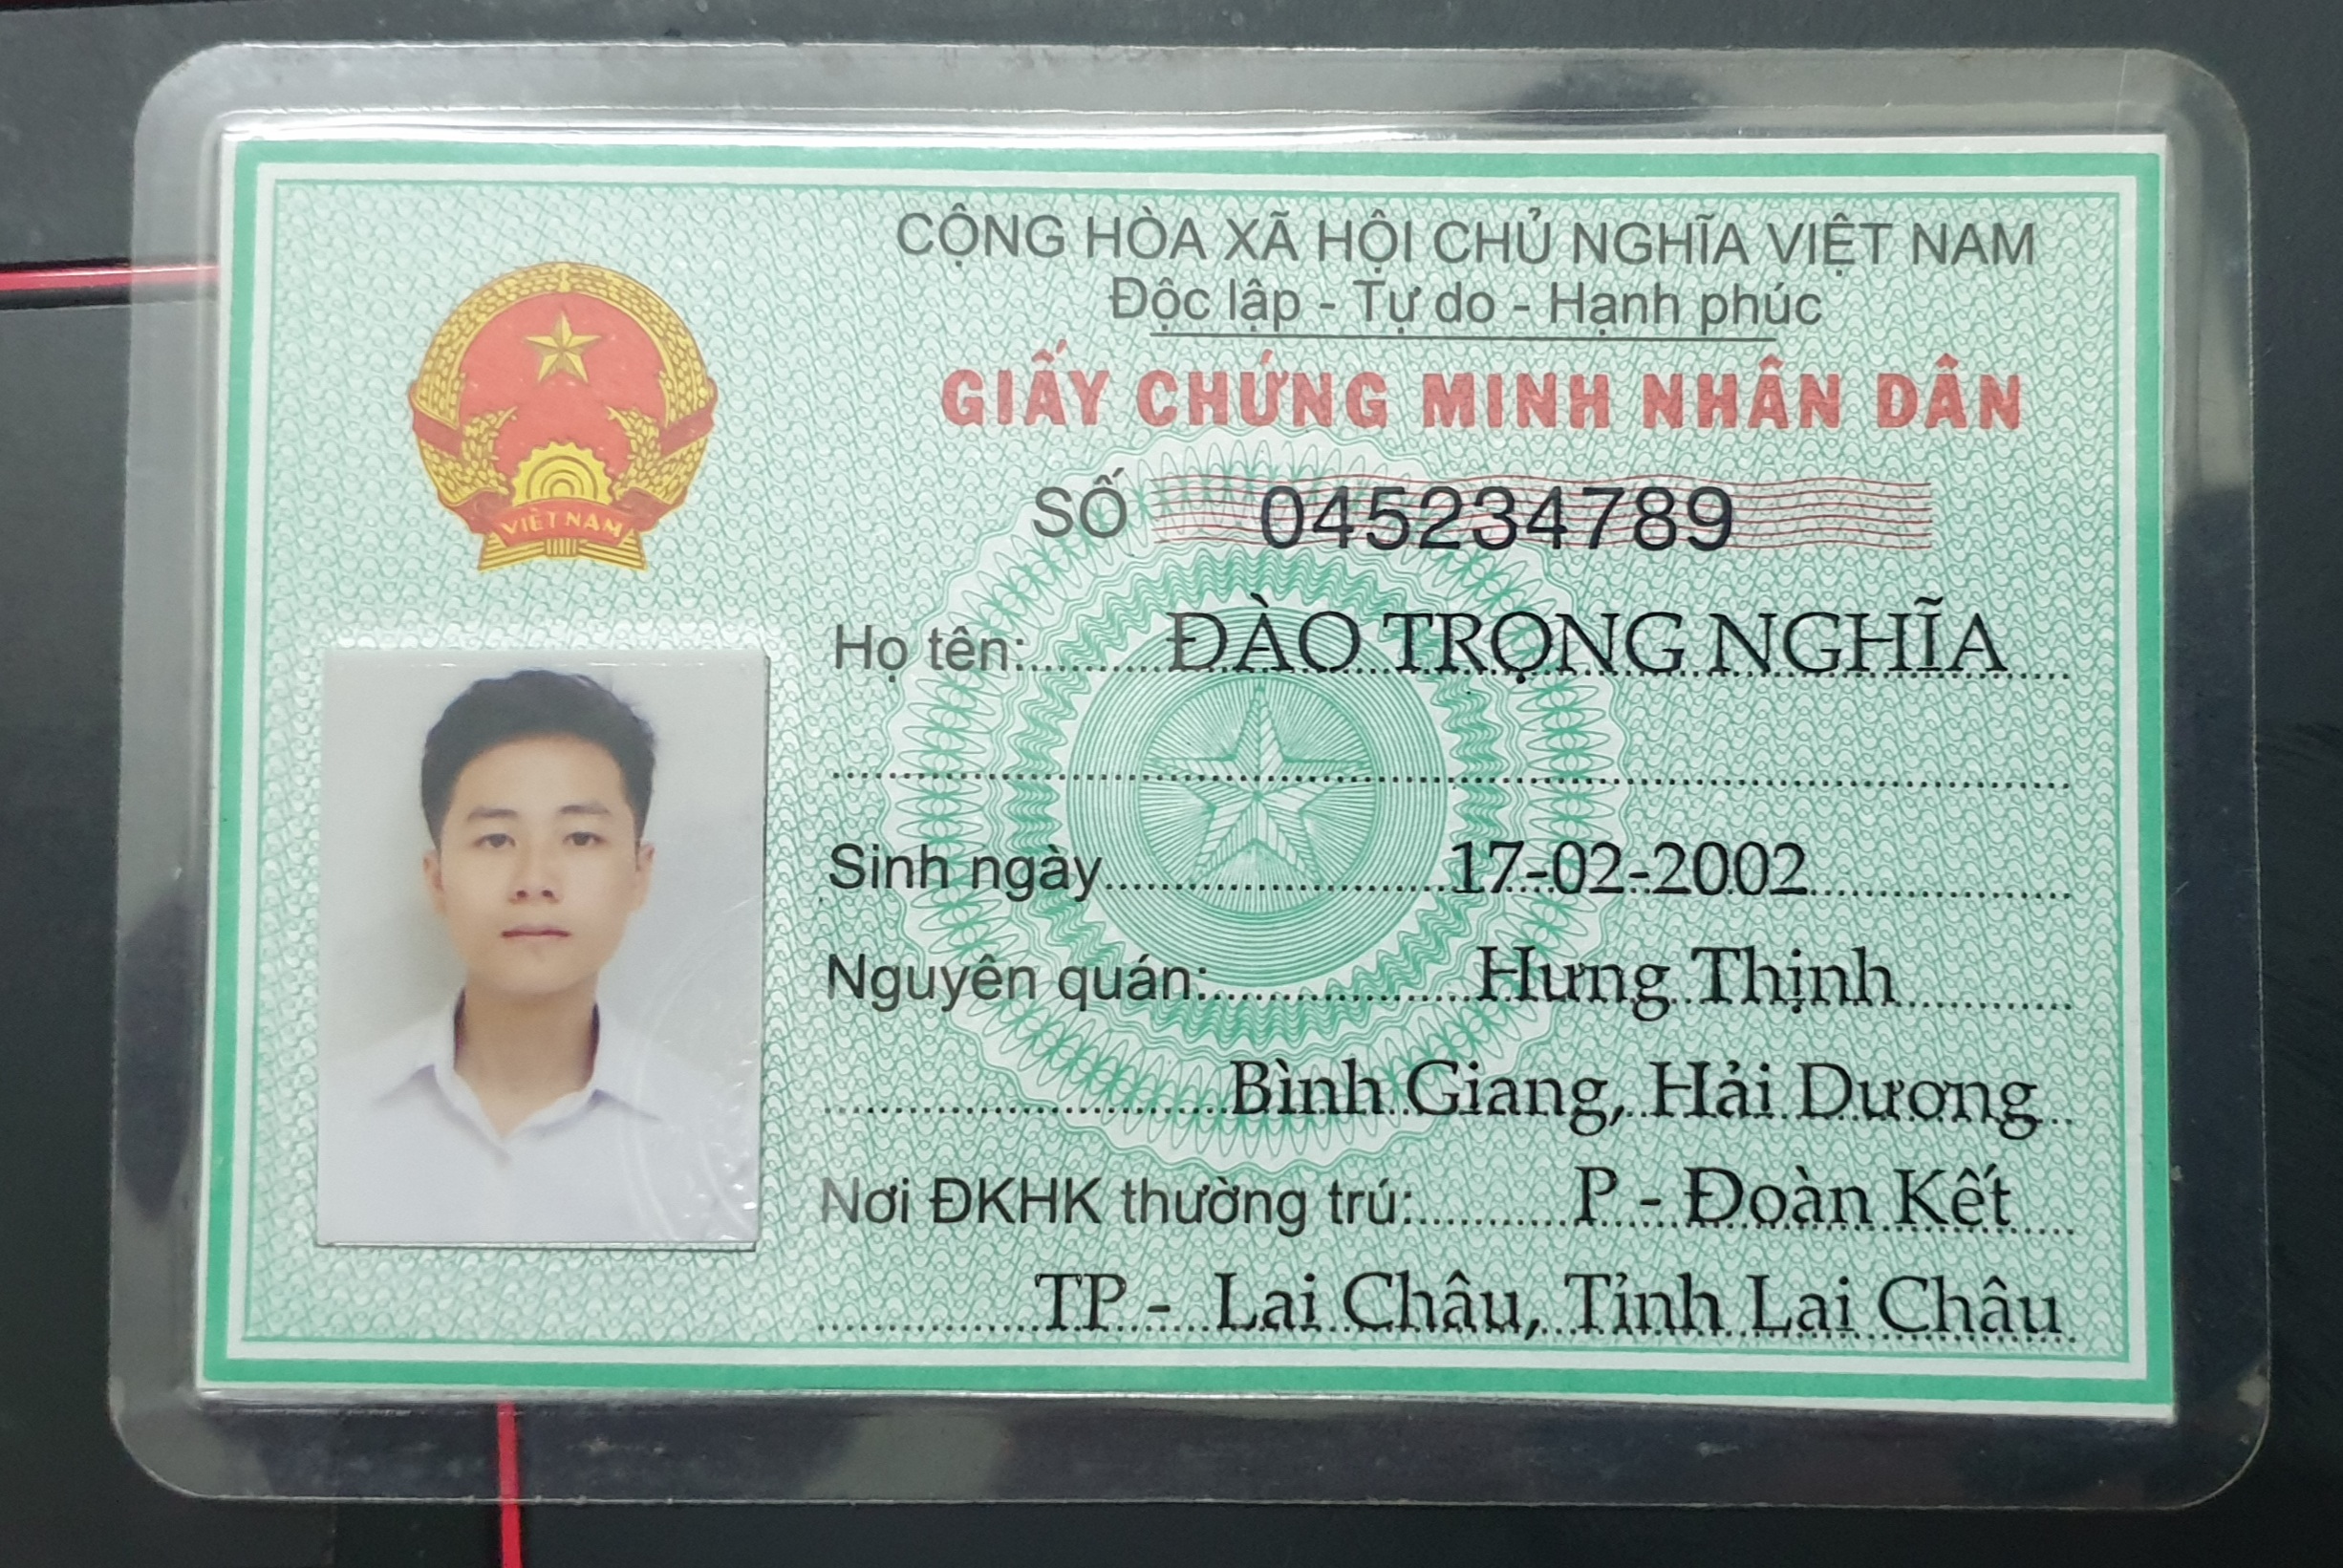 CỘNG HÒA XÃ HỘI CHỦ NGHĨA VIỆT NAM
Độc lập - Tự do - Hạnh phúc
GIẤY CHỨNG MINH NHÂN DÂN
SỐ 045234789
VIỆT NAM
Họ tên: ĐÀO TRỌNG NGHĨA
Sinh ngày 17-02-2002
Nguyên quán: Hưng Thịnh
Bình Giang, Hải Dương
Nơi ĐKHK thường trú: P - Đoàn Kết
TP - Lai Châu, Tỉnh Lai Châu